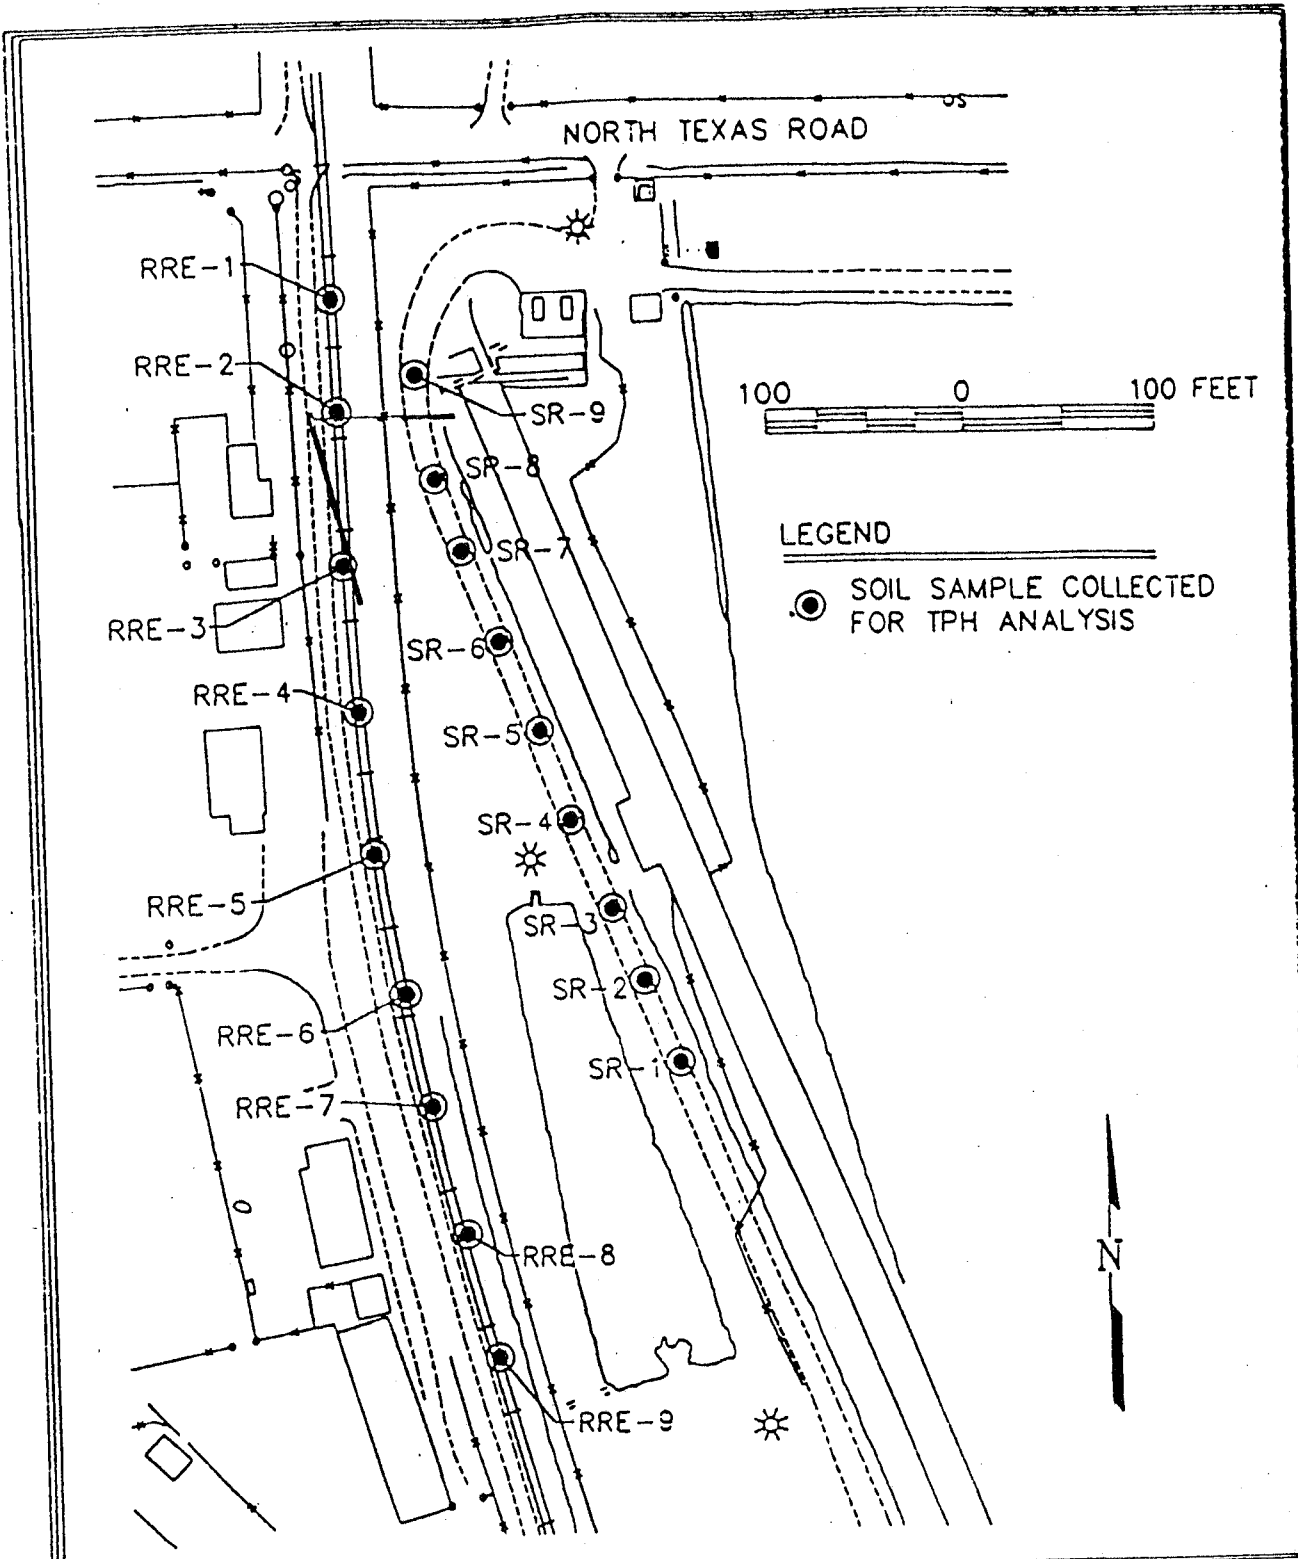 NORTH TEXAS ROAD
RRE-1
RRE-2
SR-9
100 0 100 FEET
SR-8
LEGEND
SR-7
SOIL SAMPLE COLLECTED
FOR TPH ANALYSIS
RRE-3
SR-6
RRE-4
SR-5
SR-4
RRE-5
SR-3
SR-2
RRE-6
SR-1
RRE-7
N
RRE-8
RRE-9